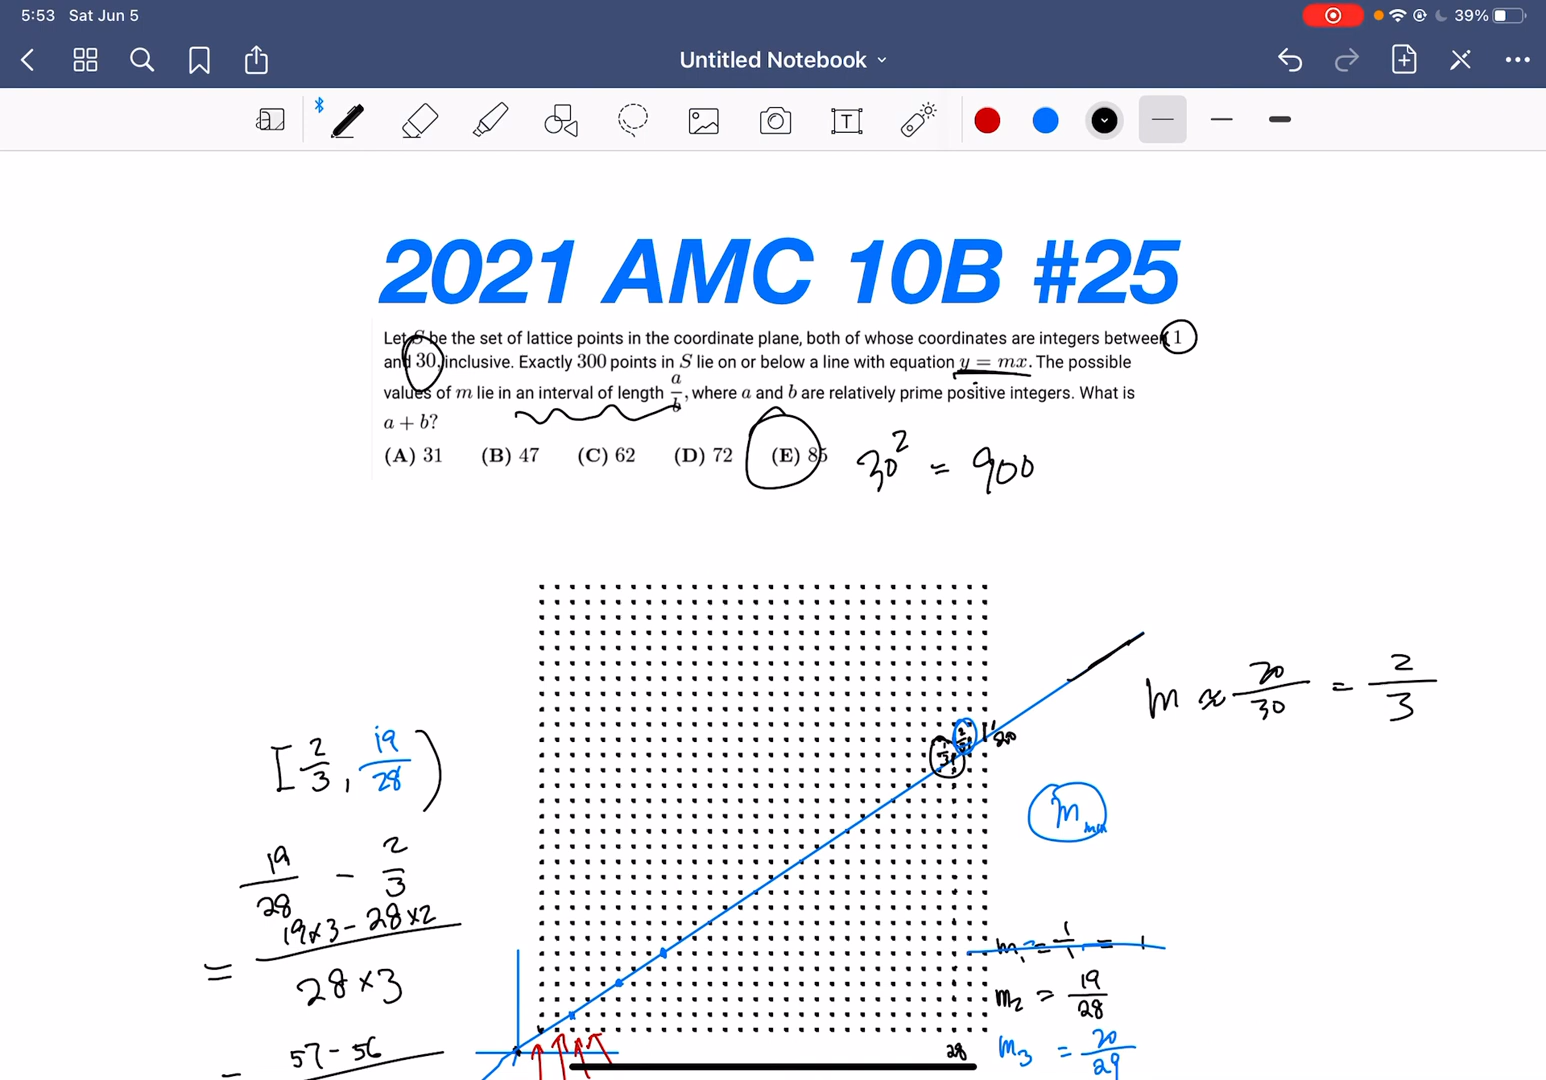 5:53 Sat Jun 5
39%
Untitled Notebook
2021 AMC 10B #25
Let S be the set of lattice points in the coordinate plane, both of whose coordinates are integers between 1
and 30, inclusive. Exactly 300 points in S lie on or below a line with equation y = mx. The possible
values of m lie in an interval of length a/b, where a and b are relatively prime positive integers. What is
a + b?
(A) 31 (B) 47 (C) 62 (D) 72 (E) 85
30² = 900
m ≈ 20/30 = 2/3
[2/3, 19/28)
19/28 - 2/3
= (19×3 - 28×2)/(28×3)
57-56
m₁ = 1/1 = 1
m₂ = 19/28
m₃ = 20/29
28